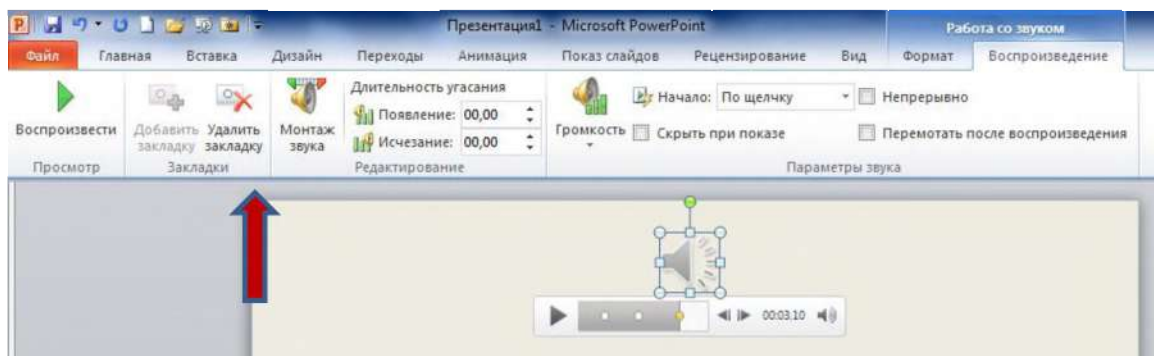 Презентация1 - Microsoft PowerPoint
Работа со звуком
Файл Главная Вставка Дизайн Переходы Анимация Показ слайдов Рецензирование Вид Формат Воспроизведение
Воспроизвести
Добавить закладку
Удалить закладку
Монтаж звука
Длительность угасания
Появление: 00,00
Исчезание: 00,00
Громкость
Начало: По щелчку
Скрыть при показе
Непрерывно
Перемотать после воспроизведения
Просмотр Закладки Редактирование Параметры звука
00:03,10